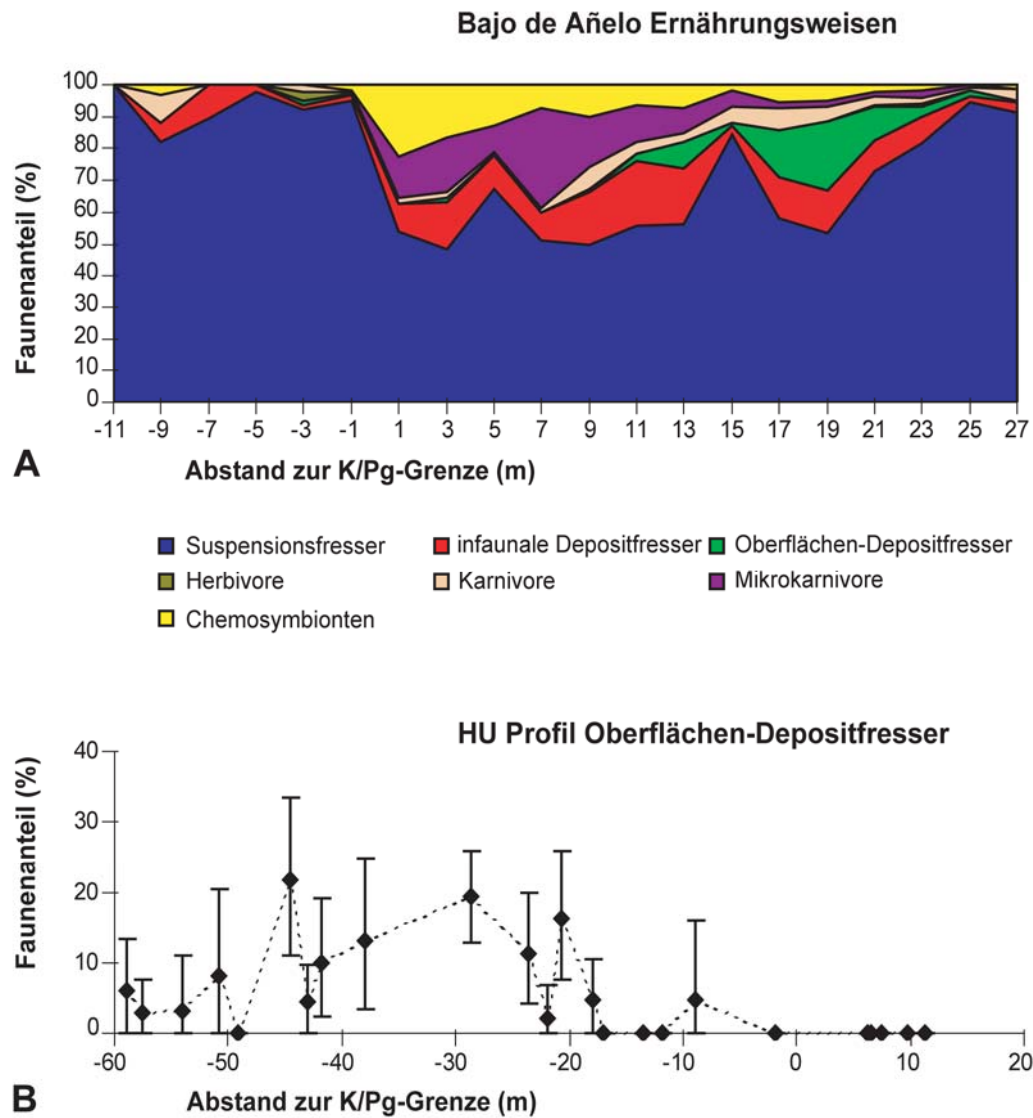 Bajo de Añelo Ernährungsweisen
Faunenanteil (%)
100
90
80
70
60
50
40
30
20
10
0
-11 -9 -7 -5 -3 -1 1 3 5 7 9 11 13 15 17 19 21 23 25 27
A Abstand zur K/Pg-Grenze (m)
Suspensionsfresser infaunale Depositfresser Oberflächen-Depositfresser
Herbivore Karnivore Mikrokarnivore
Chemosymbionten
HU Profil Oberflächen-Depositfresser
Faunenanteil (%)
40
30
20
10
0
-60 -50 -40 -30 -20 -10 0 10 20
B Abstand zur K/Pg-Grenze (m)